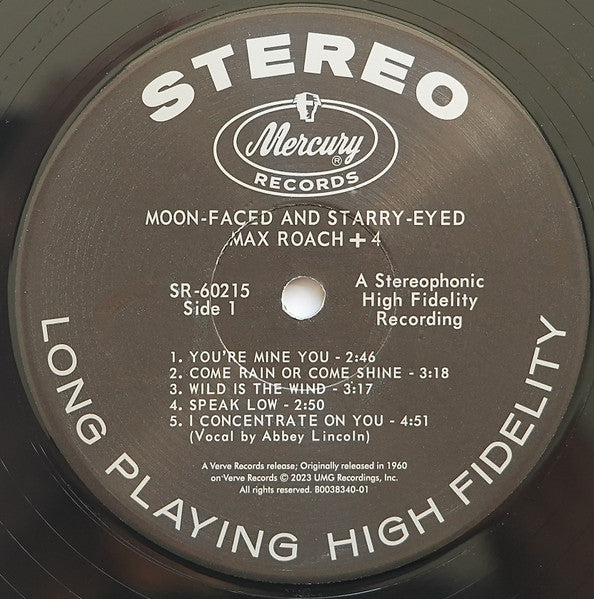 STEREO
Mercury
®
RECORDS
MOON-FACED AND STARRY-EYED
MAX ROACH + 4
SR-60215
Side 1
A Stereophonic
High Fidelity
Recording
1. YOU'RE MINE YOU - 2:46
2. COME RAIN OR COME SHINE - 3:18
3. WILD IS THE WIND - 3:17
4. SPEAK LOW - 2:50
5. I CONCENTRATE ON YOU - 4:51
(Vocal by Abbey Lincoln)
A Verve Records release; Originally released in 1960
on Verve Records © 2023 UMG Recordings, Inc.
All rights reserved. B0038340-01
LONG PLAYING HIGH FIDELITY